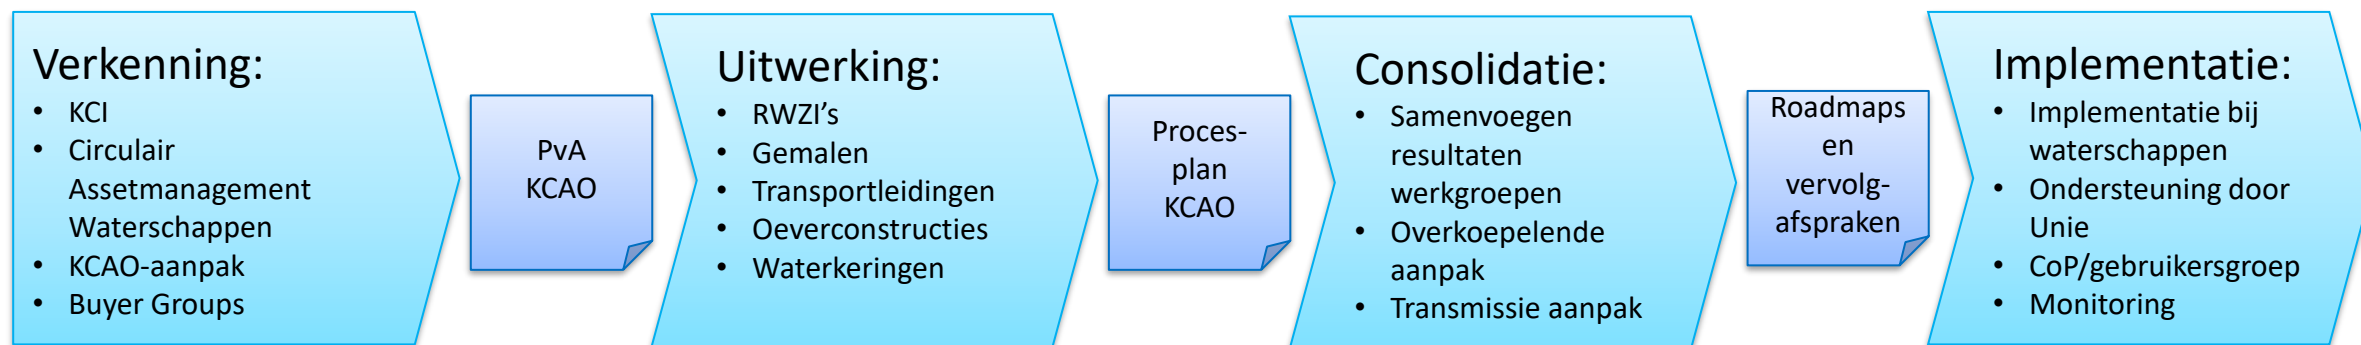 Verkenning:
• KCI
• Circulair
Assetmanagement
Waterschappen
• KCAO-aanpak
• Buyer Groups
PvA
KCAO
Uitwerking:
• RWZI's
• Gemalen
• Transportleidingen
• Oeverconstructies
• Waterkeringen
Proces-
plan
KCAO
Consolidatie:
• Samenvoegen
resultaten
werkgroepen
• Overkoepelende
aanpak
• Transmissie aanpak
Roadmaps
en
vervolg-
afspraken
Implementatie:
• Implementatie bij
waterschappen
• Ondersteuning door
Unie
• CoP/gebruikersgroep
• Monitoring